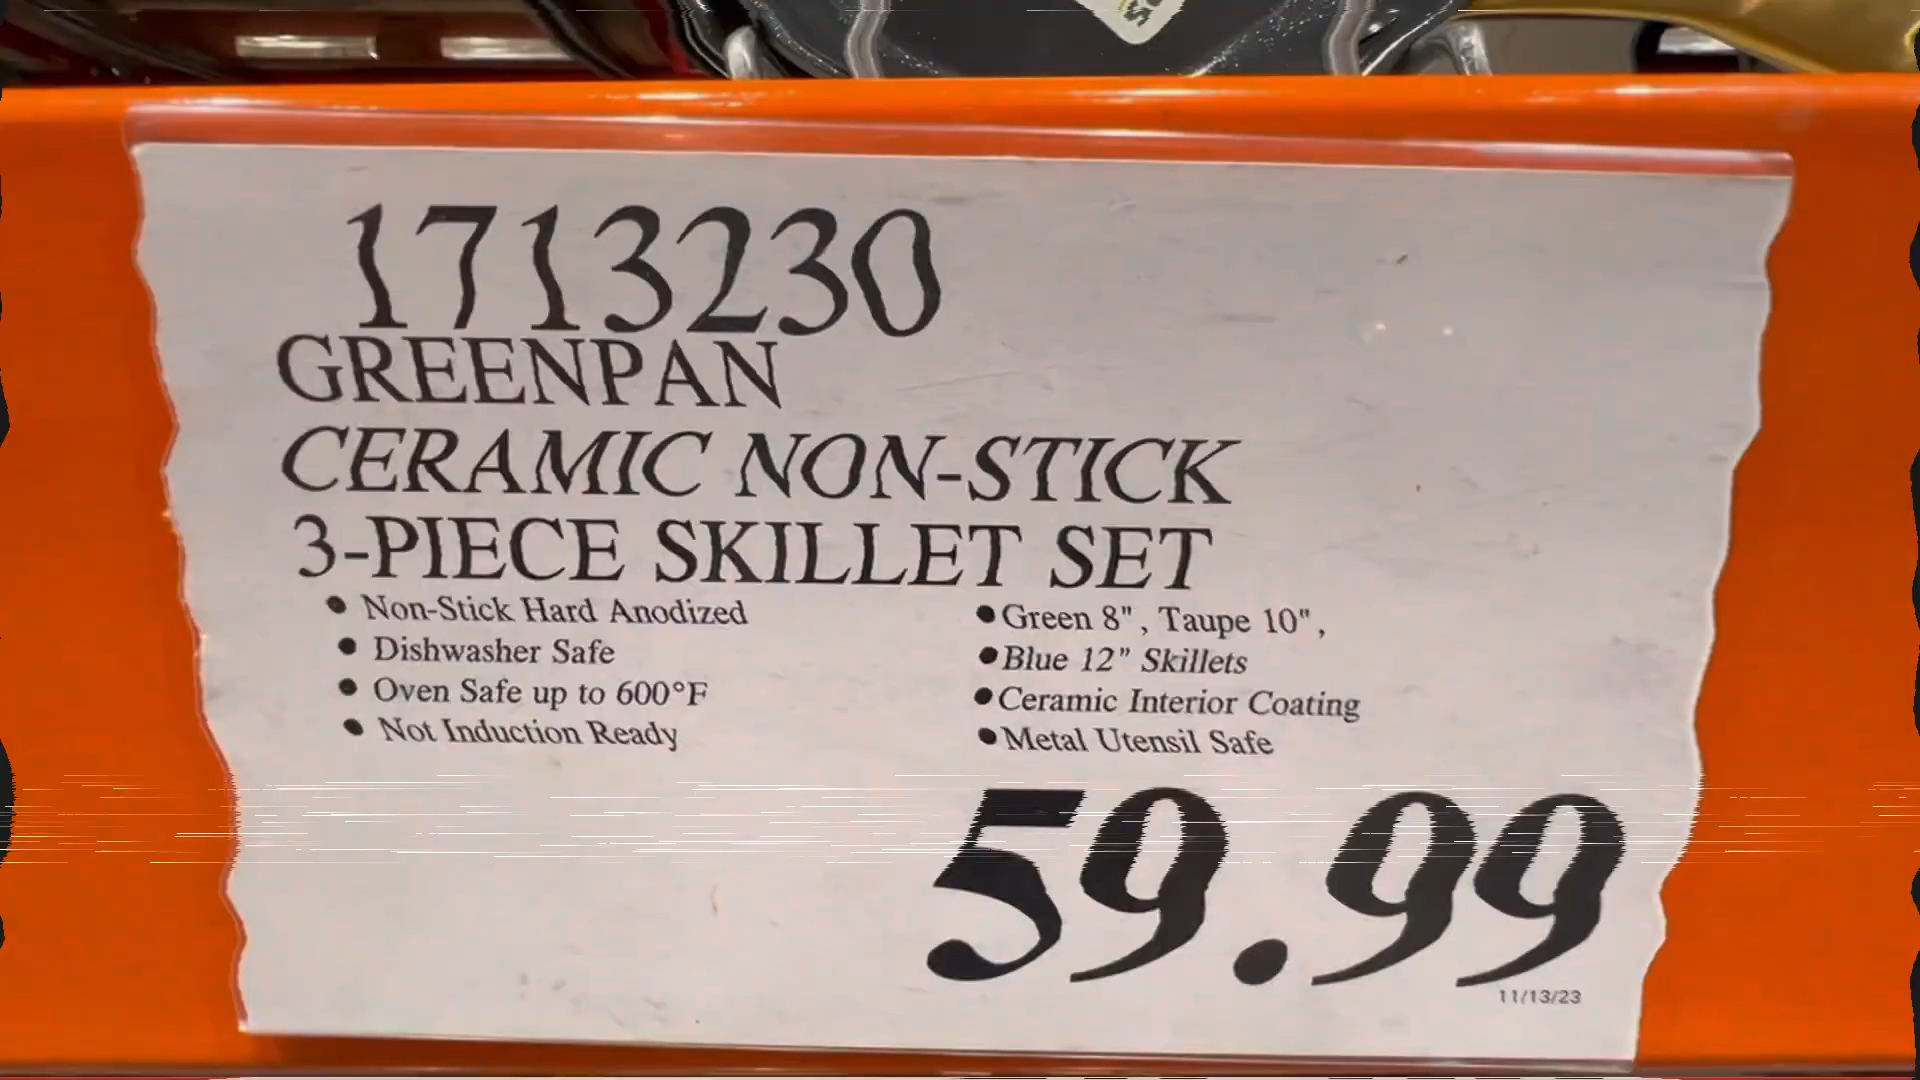 1713230
GREENPAN
CERAMIC NON-STICK
3-PIECE SKILLET SET
• Non-Stick Hard Anodized
• Dishwasher Safe
• Oven Safe up to 600°F
• Not Induction Ready
• Green 8", Taupe 10",
• Blue 12" Skillets
• Ceramic Interior Coating
• Metal Utensil Safe
59.99
11/13/23